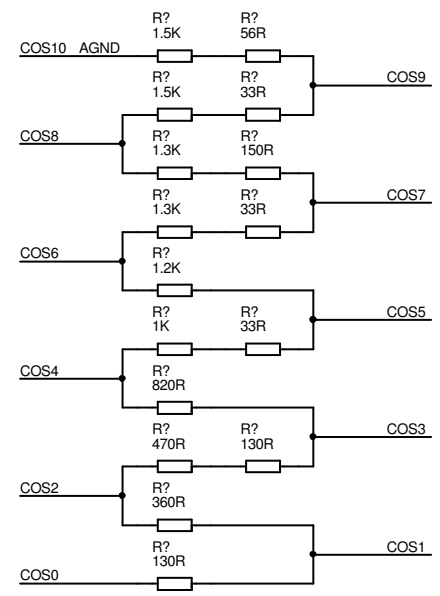 R? R?
1.5K 56R
COS10 AGND
COS9
R? R?
1.5K 33R
COS8
R? R?
1.3K 150R
COS7
R? R?
1.3K 33R
COS6
R?
1.2K
COS5
R? R?
1K 33R
COS4
R?
820R
COS3
R? R?
470R 130R
COS2
R?
360R
COS1
R?
130R
COS0